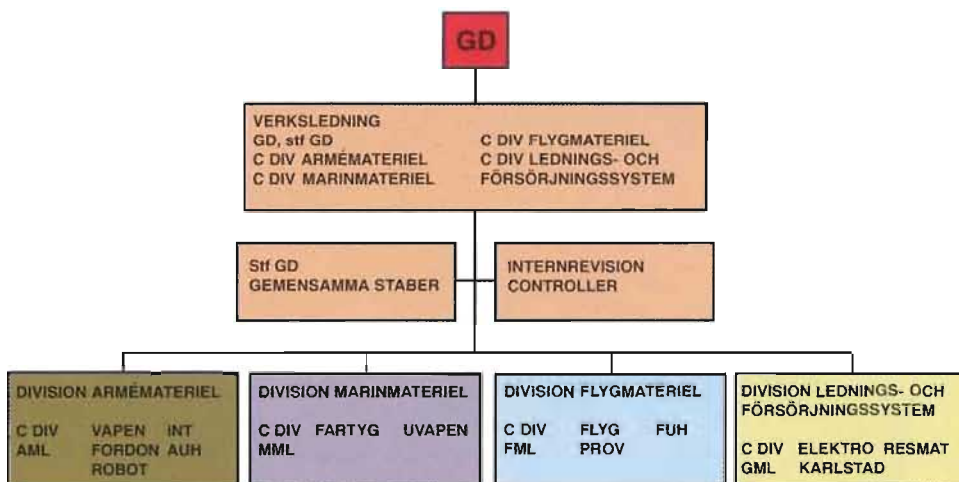 GD
VERKSLEDNING
GD, stf GD
C DIV ARMÉMATERIEL
C DIV MARINMATERIEL
C DIV FLYGMATERIEL
C DIV LEDNINGS- OCH
FÖRSÖRJNINGSSYSTEM
Stf GD
GEMENSAMMA STABER
INTERNREVISION
CONTROLLER
DIVISION ARMÉMATERIEL
C DIV VAPEN INT
AML FORDON AUH
ROBOT
DIVISION MARINMATERIEL
C DIV FARTYG UVAPEN
MML
DIVISION FLYGMATERIEL
C DIV FLYG FUH
FML PROV
DIVISION LEDNINGS- OCH
FÖRSÖRJNINGSSYSTEM
C DIV ELEKTRO RESMAT
GML KARLSTAD